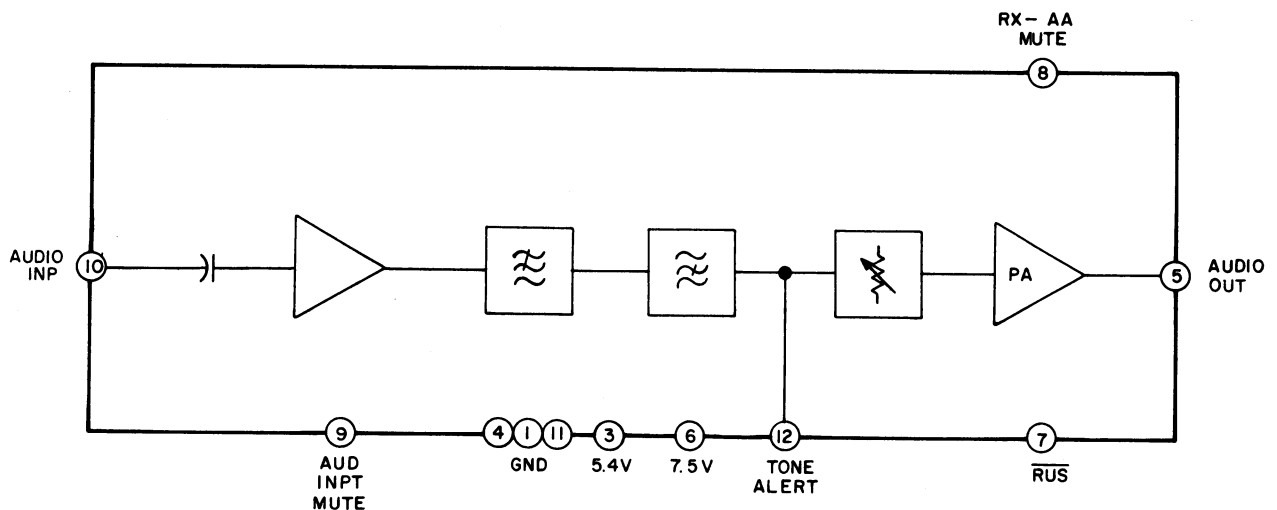 RX- AA
MUTE
8
AUDIO
INP
10
PA
5
AUDIO
OUT
9
4
1
11
3
6
12
7
AUD
INPT
MUTE
GND
5.4V
7.5V
TONE
ALERT
RUS